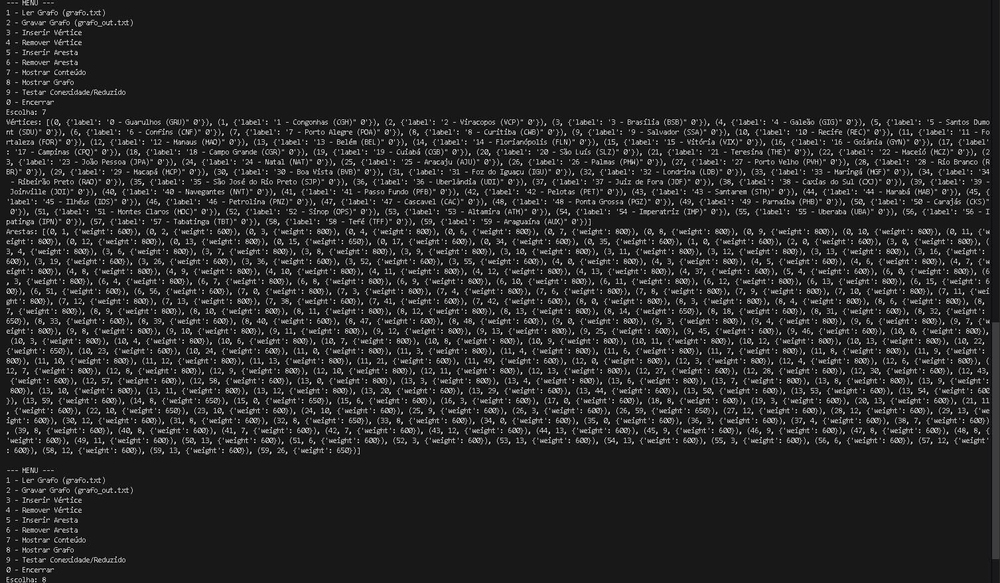 --- MENU ---
1 - Ler Grafo (grafo.txt)
2 - Gravar Grafo (grafo_out.txt)
3 - Inserir Vértice
4 - Remover Vértice
5 - Inserir Aresta
6 - Remover Aresta
7 - Mostrar Conteúdo
8 - Mostrar Grafo
9 - Testar Conexidade/Reduzido
0 - Encerrar
Escolha: 7
Vértices: [(0, {'label': '0 - Guarulhos (GRU)" 0'}), (1, {'label': '1 - Congonhas (CGH)" 0'}), (2, {'label': '2 - Viracopos (VCP)" 0'}), (3, {'label': '3 - Brasília (BSB)" 0'}), (4, {'label': '4 - Galeão (GIG)" 0'}), (5, {'label': '5 - Santos Dumo
nt (SDU)" 0'}), (6, {'label': '6 - Confins (CNF)" 0'}), (7, {'label': '7 - Porto Alegre (POA)" 0'}), (8, {'label': '8 - Curitiba (CWB)" 0'}), (9, {'label': '9 - Salvador (SSA)" 0'}), (10, {'label': '10 - Recife (REC)" 0'}), (11, {'label': '11 - Fo
rtaleza (FOR)" 0'}), (12, {'label': '12 - Manaus (MAO)" 0'}), (13, {'label': '13 - Belém (BEL)" 0'}), (14, {'label': '14 - Florianópolis (FLN)" 0'}), (15, {'label': '15 - Vitória (VIX)" 0'}), (16, {'label': '16 - Goiânia (GYN)" 0'}), (17, {'label'
: '17 - Campinas (CPQ)" 0'}), (18, {'label': '18 - Campo Grande (CGR)" 0'}), (19, {'label': '19 - Cuiabá (CGB)" 0'}), (20, {'label': '20 - São Luís (SLZ)" 0'}), (21, {'label': '21 - Teresina (THE)" 0'}), (22, {'label': '22 - Maceió (MCZ)" 0'}), (2
3, {'label': '23 - João Pessoa (JPA)" 0'}), (24, {'label': '24 - Natal (NAT)" 0'}), (25, {'label': '25 - Aracaju (AJU)" 0'}), (26, {'label': '26 - Palmas (PMW)" 0'}), (27, {'label': '27 - Porto Velho (PVH)" 0'}), (28, {'label': '28 - Rio Branco (R
BR)" 0'}), (29, {'label': '29 - Macapá (MCP)" 0'}), (30, {'label': '30 - Boa Vista (BVB)" 0'}), (31, {'label': '31 - Foz do Iguaçu (IGU)" 0'}), (32, {'label': '32 - Londrina (LDB)" 0'}), (33, {'label': '33 - Maringá (MGF)" 0'}), (34, {'label': '34
 - Ribeirão Preto (RAO)" 0'}), (35, {'label': '35 - São José do Rio Preto (SJP)" 0'}), (36, {'label': '36 - Uberlândia (UDI)" 0'}), (37, {'label': '37 - Juiz de Fora (JDF)" 0'}), (38, {'label': '38 - Caxias do Sul (CXJ)" 0'}), (39, {'label': '39 -
Joinville (JOI)" 0'}), (40, {'label': '40 - Navegantes (NVT)" 0'}), (41, {'label': '41 - Passo Fundo (PFB)" 0'}), (42, {'label': '42 - Pelotas (PET)" 0'}), (43, {'label': '43 - Santarem (STM)" 0'}), (44, {'label': '44 - Marabá (MAB)" 0'}), (45, {
'label': '45 - Ilhéus (IOS)" 0'}), (46, {'label': '46 - Petrolina (PNZ)" 0'}), (47, {'label': '47 - Cascavel (CAC)" 0'}), (48, {'label': '48 - Ponta Grossa (PGZ)" 0'}), (49, {'label': '49 - Parnaíba (PHB)" 0'}), (50, {'label': '50 - Carajás (CKS)"
0'}), (51, {'label': '51 - Montes Claros (MOC)" 0'}), (52, {'label': '52 - Sinop (OPS)" 0'}), (53, {'label': '53 - Altamira (ATM)" 0'}), (54, {'label': '54 - Imperatriz (IMP)" 0'}), (55, {'label': '55 - Uberaba (UBA)" 0'}), (56, {'label': '56 - I
patinga (IPN)" 0'}), (57, {'label': '57 - Tabatinga (TBT)" 0'}), (58, {'label': '58 - Tefé (TFF)" 0'}), (59, {'label': '59 - Araguaína (AUX)" 0'})]
Arestas: [(0, 1, {'weight': 600}), (0, 2, {'weight': 600}), (0, 3, {'weight': 800}), (0, 4, {'weight': 800}), (0, 6, {'weight': 800}), (0, 7, {'weight': 800}), (0, 8, {'weight': 800}), (0, 9, {'weight': 800}), (0, 10, {'weight': 800}), (0, 11, {'w
eight': 800}), (0, 12, {'weight': 800}), (0, 13, {'weight': 800}), (0, 15, {'weight': 650}), (0, 17, {'weight': 600}), (0, 34, {'weight': 600}), (0, 35, {'weight': 600}), (1, 0, {'weight': 600}), (2, 0, {'weight': 600}), (3, 0, {'weight': 800}), (
3, 4, {'weight': 800}), (3, 6, {'weight': 800}), (3, 7, {'weight': 800}), (3, 8, {'weight': 800}), (3, 9, {'weight': 800}), (3, 10, {'weight': 800}), (3, 11, {'weight': 800}), (3, 12, {'weight': 800}), (3, 13, {'weight': 800}), (3, 16, {'weight':
600}), (3, 19, {'weight': 600}), (3, 26, {'weight': 600}), (3, 36, {'weight': 600}), (3, 52, {'weight': 600}), (3, 55, {'weight': 600}), (4, 0, {'weight': 800}), (4, 3, {'weight': 800}), (4, 5, {'weight': 600}), (4, 6, {'weight': 800}), (4, 7, {'w
eight': 800}), (4, 8, {'weight': 800}), (4, 9, {'weight': 800}), (4, 10, {'weight': 800}), (4, 11, {'weight': 800}), (4, 12, {'weight': 800}), (4, 13, {'weight': 800}), (4, 37, {'weight': 600}), (5, 4, {'weight': 600}), (6, 0, {'weight': 800}), (6
, 3, {'weight': 800}), (6, 4, {'weight': 800}), (6, 7, {'weight': 800}), (6, 8, {'weight': 800}), (6, 9, {'weight': 800}), (6, 10, {'weight': 800}), (6, 11, {'weight': 800}), (6, 12, {'weight': 800}), (6, 13, {'weight': 800}), (6, 15, {'weight': 6
00}), (6, 51, {'weight': 600}), (6, 56, {'weight': 600}), (7, 0, {'weight': 800}), (7, 3, {'weight': 800}), (7, 4, {'weight': 800}), (7, 6, {'weight': 800}), (7, 8, {'weight': 800}), (7, 9, {'weight': 800}), (7, 10, {'weight': 800}), (7, 11, {'wei
ght': 800}), (7, 12, {'weight': 800}), (7, 13, {'weight': 800}), (7, 38, {'weight': 600}), (7, 41, {'weight': 600}), (7, 42, {'weight': 600}), (8, 0, {'weight': 800}), (8, 3, {'weight': 800}), (8, 4, {'weight': 800}), (8, 6, {'weight': 800}), (8,
7, {'weight': 800}), (8, 9, {'weight': 800}), (8, 10, {'weight': 800}), (8, 11, {'weight': 800}), (8, 12, {'weight': 800}), (8, 13, {'weight': 800}), (8, 14, {'weight': 650}), (8, 18, {'weight': 600}), (8, 31, {'weight': 600}), (8, 32, {'weight':
650}), (8, 33, {'weight': 600}), (8, 39, {'weight': 600}), (8, 40, {'weight': 600}), (8, 47, {'weight': 600}), (8, 48, {'weight': 600}), (9, 0, {'weight': 800}), (9, 3, {'weight': 800}), (9, 4, {'weight': 800}), (9, 6, {'weight': 800}), (9, 7, {'w
eight': 800}), (9, 8, {'weight': 800}), (9, 10, {'weight': 800}), (9, 11, {'weight': 800}), (9, 12, {'weight': 800}), (9, 13, {'weight': 800}), (9, 25, {'weight': 600}), (9, 45, {'weight': 600}), (9, 46, {'weight': 600}), (10, 0, {'weight': 800}),
 (10, 3, {'weight': 800}), (10, 4, {'weight': 800}), (10, 6, {'weight': 800}), (10, 7, {'weight': 800}), (10, 8, {'weight': 800}), (10, 9, {'weight': 800}), (10, 11, {'weight': 800}), (10, 12, {'weight': 800}), (10, 13, {'weight': 800}), (10, 22,
{'weight': 650}), (10, 23, {'weight': 600}), (10, 24, {'weight': 600}), (11, 0, {'weight': 800}), (11, 3, {'weight': 800}), (11, 4, {'weight': 800}), (11, 6, {'weight': 800}), (11, 7, {'weight': 800}), (11, 8, {'weight': 800}), (11, 9, {'weight':
800}), (11, 10, {'weight': 800}), (11, 12, {'weight': 800}), (11, 13, {'weight': 800}), (11, 21, {'weight': 600}), (11, 49, {'weight': 600}), (12, 0, {'weight': 800}), (12, 3, {'weight': 800}), (12, 4, {'weight': 800}), (12, 6, {'weight': 800}), (
12, 7, {'weight': 800}), (12, 8, {'weight': 800}), (12, 9, {'weight': 800}), (12, 10, {'weight': 800}), (12, 11, {'weight': 800}), (12, 13, {'weight': 800}), (12, 27, {'weight': 600}), (12, 28, {'weight': 600}), (12, 30, {'weight': 600}), (12, 43,
 {'weight': 600}), (12, 57, {'weight': 600}), (12, 58, {'weight': 600}), (13, 0, {'weight': 800}), (13, 3, {'weight': 800}), (13, 4, {'weight': 800}), (13, 6, {'weight': 800}), (13, 7, {'weight': 800}), (13, 8, {'weight': 800}), (13, 9, {'weight':
 800}), (13, 10, {'weight': 800}), (13, 11, {'weight': 800}), (13, 12, {'weight': 800}), (13, 20, {'weight': 600}), (13, 29, {'weight': 600}), (13, 44, {'weight': 600}), (13, 50, {'weight': 600}), (13, 53, {'weight': 600}), (13, 54, {'weight': 600
}), (13, 59, {'weight': 600}), (14, 8, {'weight': 650}), (15, 0, {'weight': 650}), (15, 6, {'weight': 600}), (16, 3, {'weight': 600}), (17, 0, {'weight': 600}), (18, 8, {'weight': 600}), (19, 3, {'weight': 600}), (20, 13, {'weight': 600}), (21, 11
, {'weight': 600}), (22, 10, {'weight': 650}), (23, 10, {'weight': 600}), (24, 10, {'weight': 600}), (25, 9, {'weight': 600}), (26, 3, {'weight': 600}), (26, 59, {'weight': 650}), (27, 12, {'weight': 600}), (28, 12, {'weight': 600}), (29, 13, {'we
ight': 600}), (30, 12, {'weight': 600}), (31, 8, {'weight': 600}), (32, 8, {'weight': 650}), (33, 8, {'weight': 600}), (34, 0, {'weight': 600}), (35, 0, {'weight': 600}), (36, 3, {'weight': 600}), (37, 4, {'weight': 600}), (38, 7, {'weight': 600})
, (39, 8, {'weight': 600}), (40, 8, {'weight': 600}), (41, 7, {'weight': 600}), (42, 7, {'weight': 600}), (43, 12, {'weight': 600}), (44, 13, {'weight': 600}), (45, 9, {'weight': 600}), (46, 9, {'weight': 600}), (47, 8, {'weight': 600}), (48, 8, {
'weight': 600}), (49, 11, {'weight': 600}), (50, 13, {'weight': 600}), (51, 6, {'weight': 600}), (52, 3, {'weight': 600}), (53, 13, {'weight': 600}), (54, 13, {'weight': 600}), (55, 3, {'weight': 600}), (56, 6, {'weight': 600}), (57, 12, {'weight'
: 600}), (58, 12, {'weight': 600}), (59, 13, {'weight': 600}), (59, 26, {'weight': 650})]
--- MENU ---
1 - Ler Grafo (grafo.txt)
2 - Gravar Grafo (grafo_out.txt)
3 - Inserir Vértice
4 - Remover Vértice
5 - Inserir Aresta
6 - Remover Aresta
7 - Mostrar Conteúdo
8 - Mostrar Grafo
9 - Testar Conexidade/Reduzido
0 - Encerrar
Escolha: 8